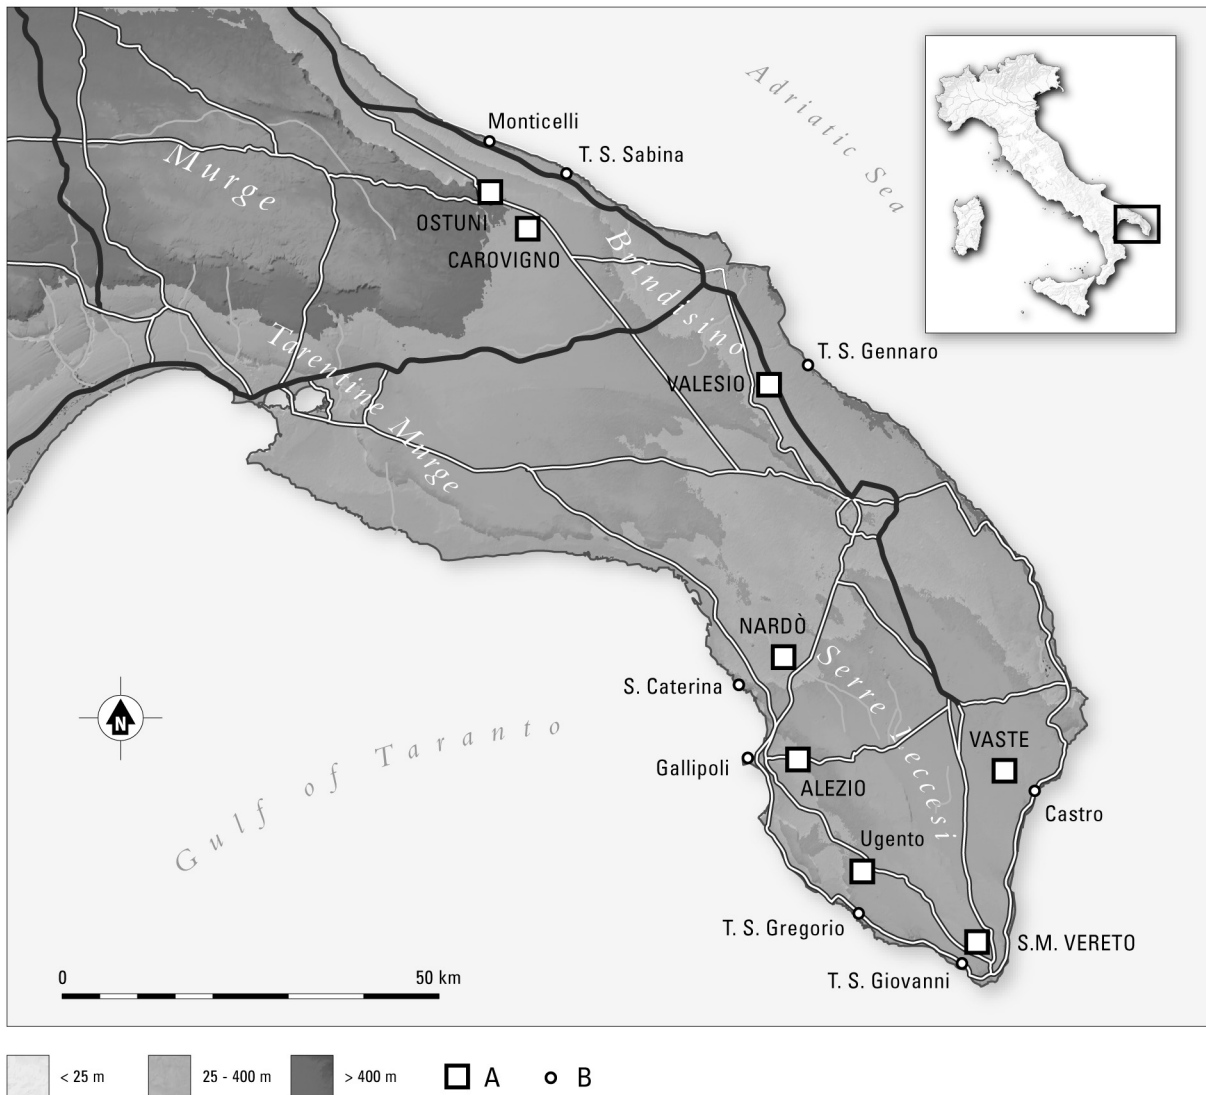 Adriatic Sea
Monticelli
T. S. Sabina
Murge
OSTUNI
CAROVIGNO
Brindisino
Tarentine Murge
T. S. Gennaro
VALESIO
NARDÒ
Serre leccesi
S. Caterina
N
Gulf of Taranto
VASTE
Gallipoli
ALEZIO
Castro
Ugento
T. S. Gregorio
S.M. VERETO
T. S. Giovanni
0 50 km
< 25 m 25 - 400 m > 400 m A B